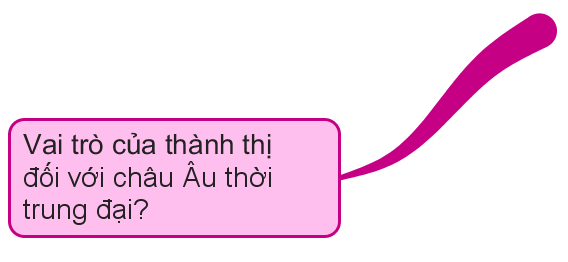 Vai trò của thành thị
đối với châu Âu thời
trung đại?